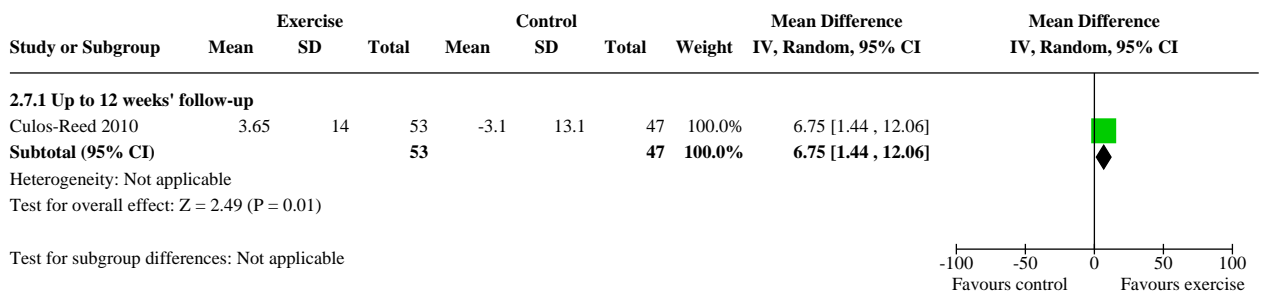 Exercise Control Mean Difference Mean Difference
Study or Subgroup Mean SD Total Mean SD Total Weight IV, Random, 95% CI IV, Random, 95% CI
2.7.1 Up to 12 weeks' follow-up
Culos-Reed 2010 3.65 14 53 -3.1 13.1 47 100.0% 6.75 [1.44 , 12.06]
Subtotal (95% CI) 53 47 100.0% 6.75 [1.44 , 12.06]
Heterogeneity: Not applicable
Test for overall effect: Z = 2.49 (P = 0.01)
Test for subgroup differences: Not applicable
-100 -50 0 50 100
Favours control Favours exercise